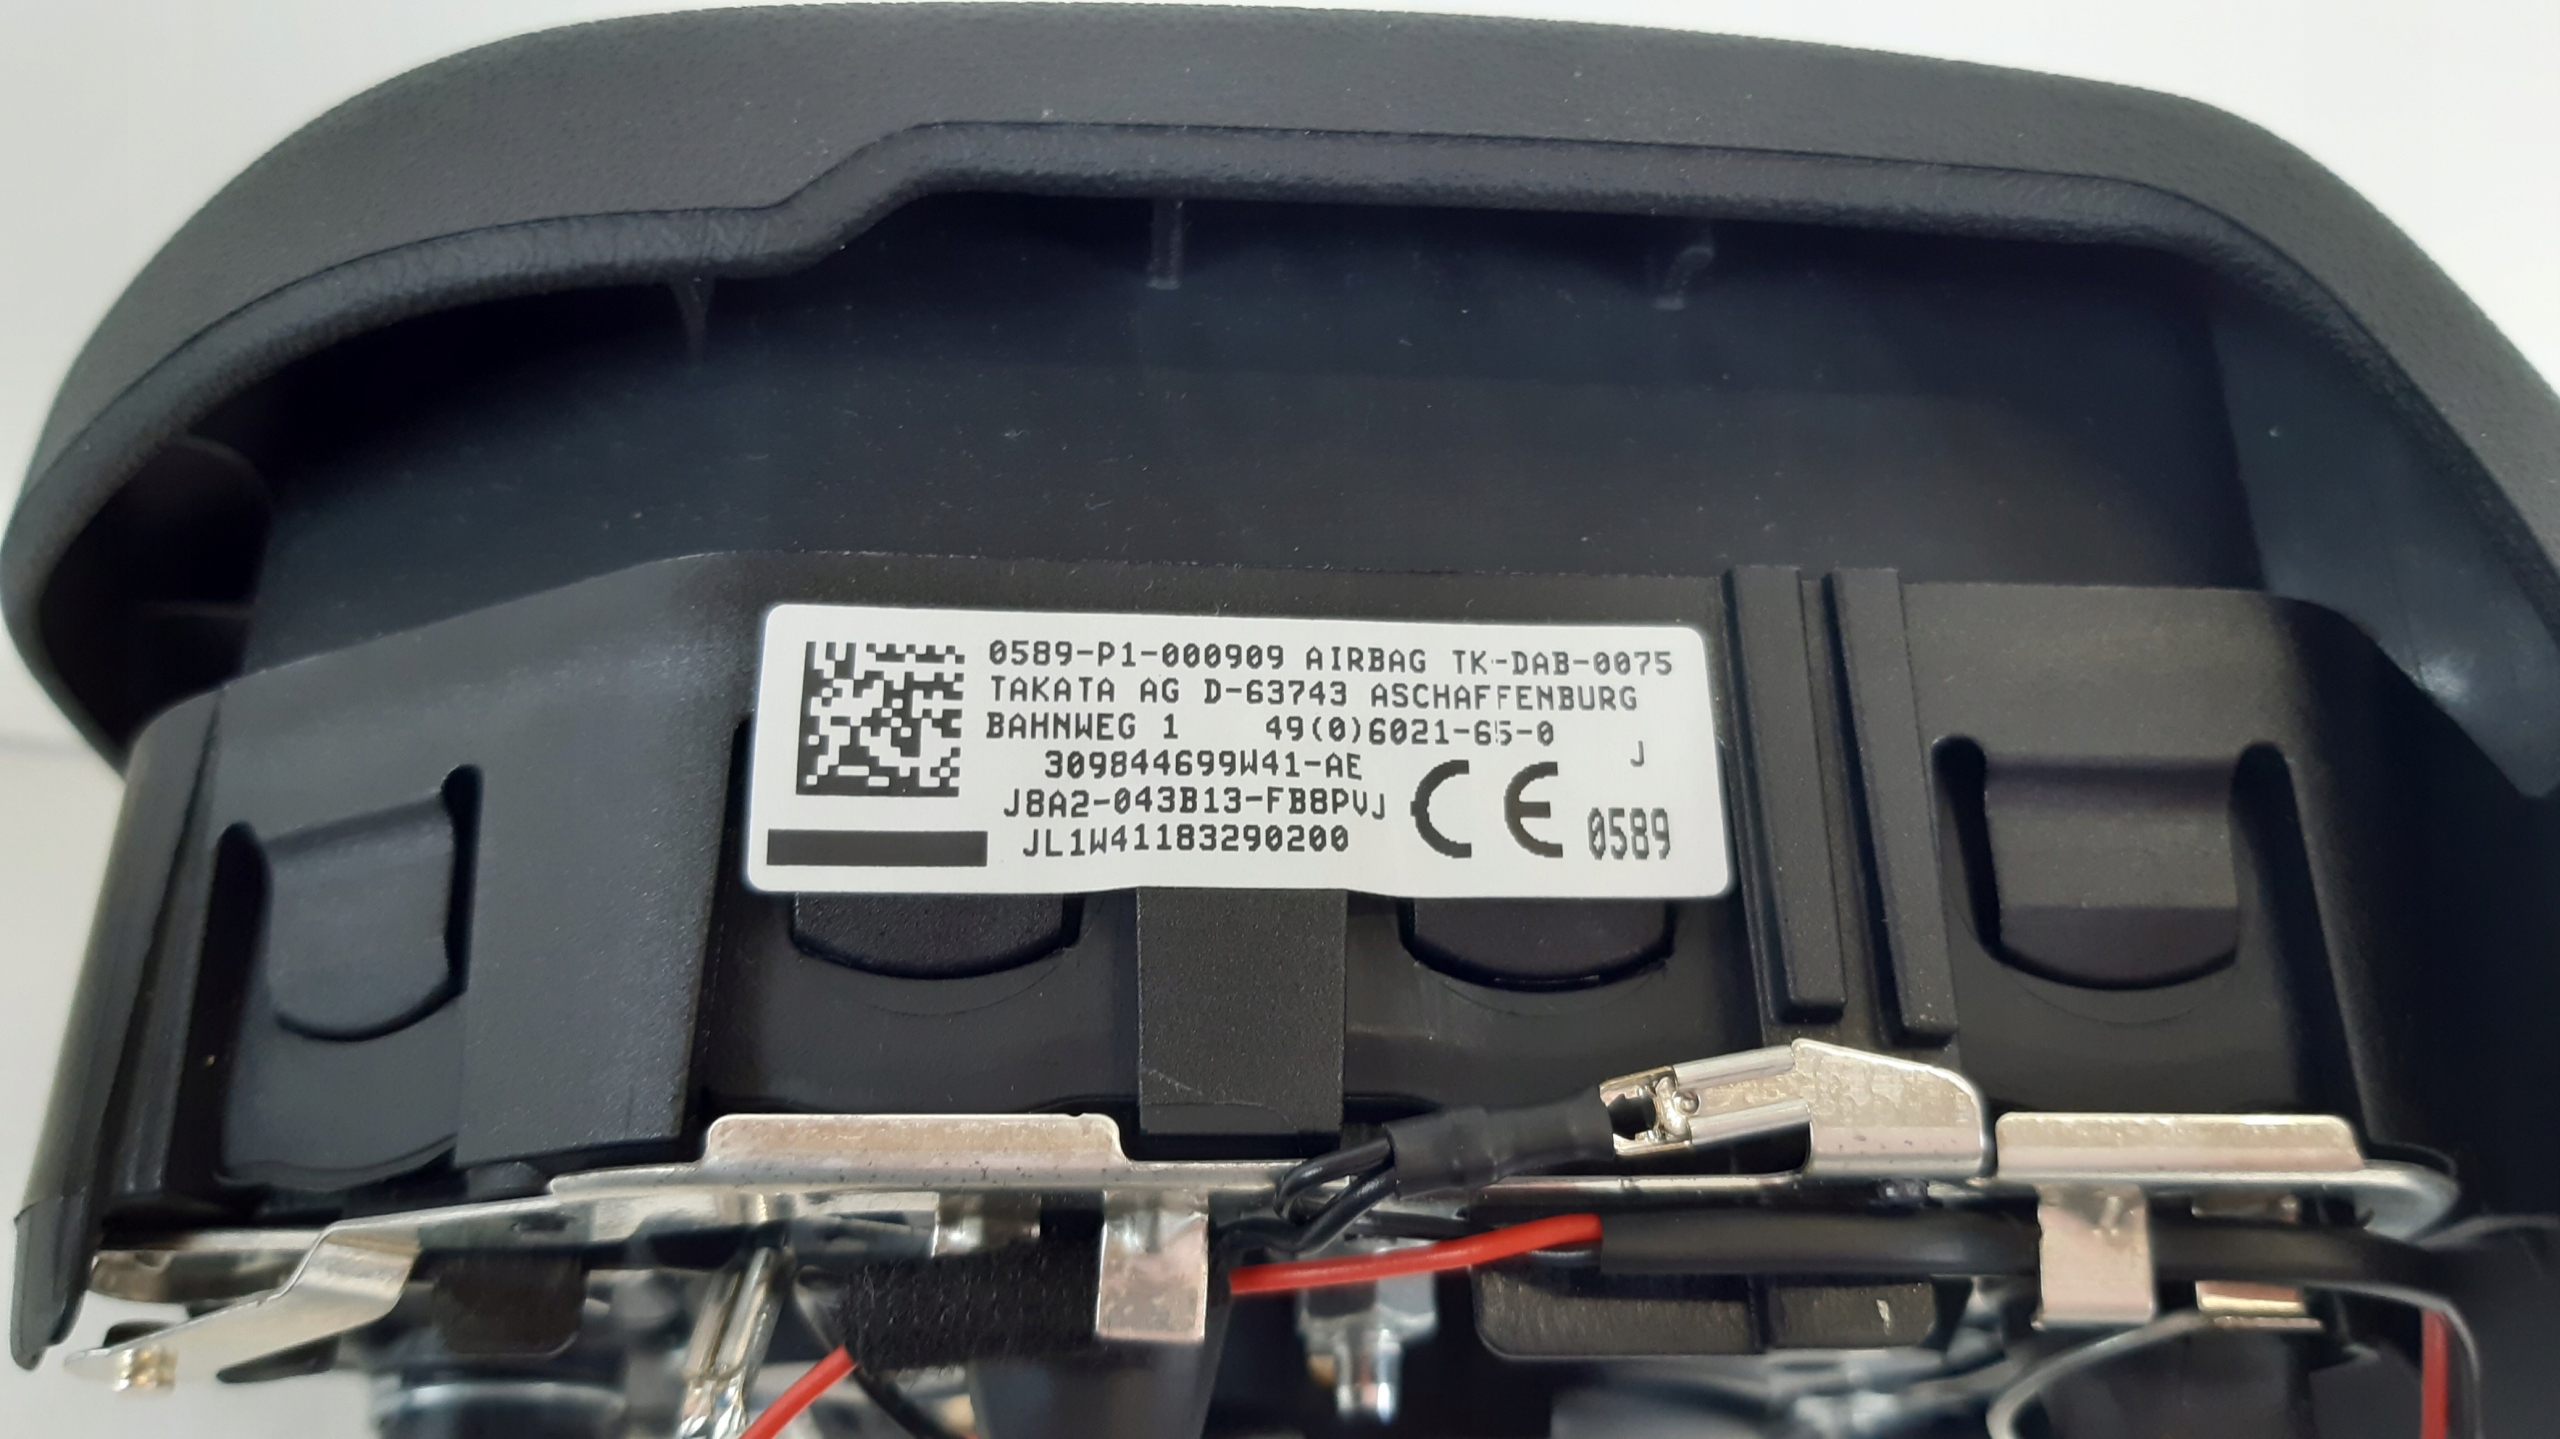 0589-P1-000909 AIRBAG TK-DAB-0075
TAKATA AG D-63743 ASCHAFFENBURG
BAHNWEG 1 49(0)6021-65-0
J
309844699W41-AE
J8A2-043B13-FB8PVJ
JL1W41183290200
CE 0589